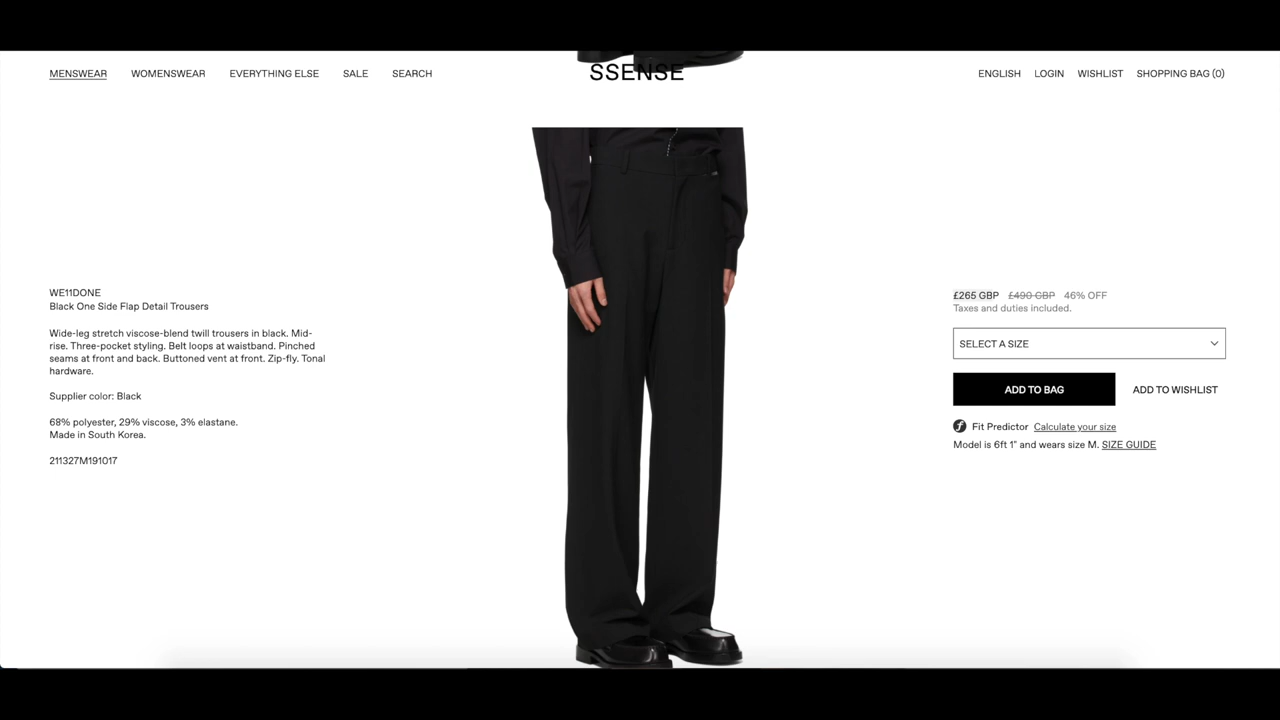 MENSWEAR WOMENSWEAR EVERYTHING ELSE SALE SEARCH SSENSE ENGLISH LOGIN WISHLIST SHOPPING BAG (0)
WE11DONE
Black One Side Flap Detail Trousers
Wide-leg stretch viscose-blend twill trousers in black. Mid-
rise. Three-pocket styling. Belt loops at waistband. Pinched
seams at front and back. Buttoned vent at front. Zip-fly. Tonal
hardware.
Supplier color: Black
68% polyester, 29% viscose, 3% elastane.
Made in South Korea.
211327M191017
£265 GBP £490 GBP 46% OFF
Taxes and duties included.
SELECT A SIZE
ADD TO BAG ADD TO WISHLIST
Fit Predictor Calculate your size
Model is 6ft 1" and wears size M. SIZE GUIDE